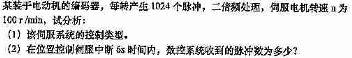 某装于电动机的编码器，每转产生1024个脉冲，二倍频处理，伺服电机转速n为
100 r/min，试分析：
（1）该伺服系统的控制类型。
（2）在位置控制伺服中断6s时间内，数控系统收到的脉冲数为多少？